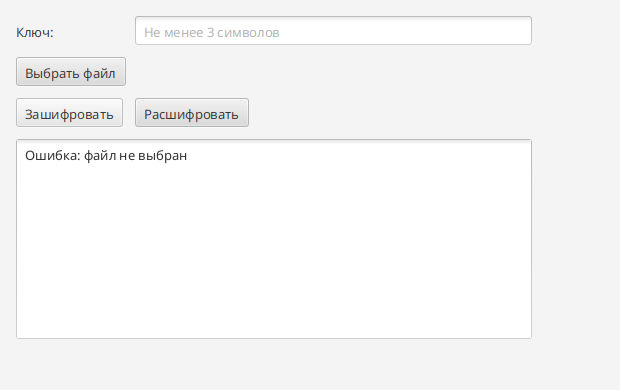 Ключ:
Не менее 3 символов
Выбрать файл
Зашифровать
Расшифровать
Ошибка: файл не выбран